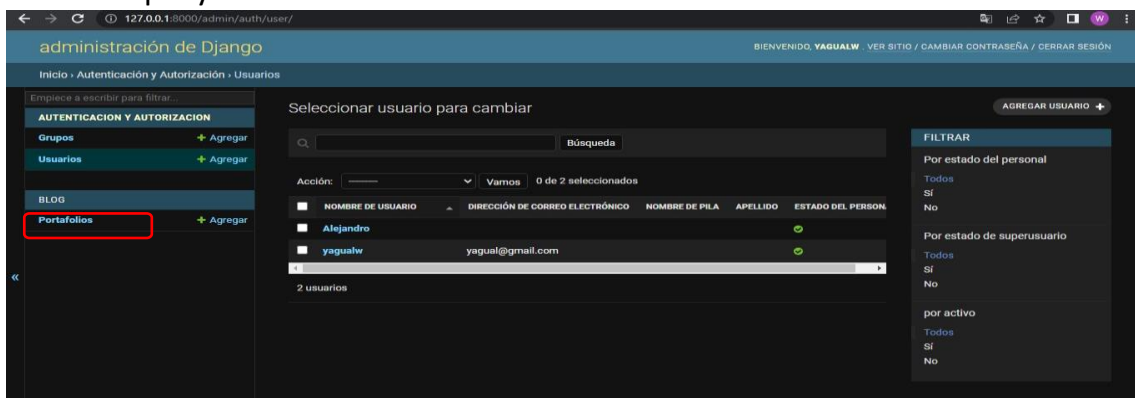 127.0.0.1:8000/admin/auth/user/
W
administración de Django
BIENVENIDO, YAGUALW . VER SITIO / CAMBIAR CONTRASEÑA / CERRAR SESIÓN
Inicio › Autenticación y Autorización › Usuarios
Empiece a escribir para filtrar...
AUTENTICACION Y AUTORIZACION
Grupos + Agregar
Usuarios + Agregar
BLOG
Portafolios + Agregar
«
Seleccionar usuario para cambiar
AGREGAR USUARIO +
Búsqueda
Acción: ——— Vamos 0 de 2 seleccionados
NOMBRE DE USUARIO DIRECCIÓN DE CORREO ELECTRÓNICO NOMBRE DE PILA APELLIDO ESTADO DEL PERSON
Alejandro
yagualw yagual@gmail.com
2 usuarios
FILTRAR
Por estado del personal
Todos
Sí
No
Por estado de superusuario
Todos
Sí
No
por activo
Todos
Sí
No